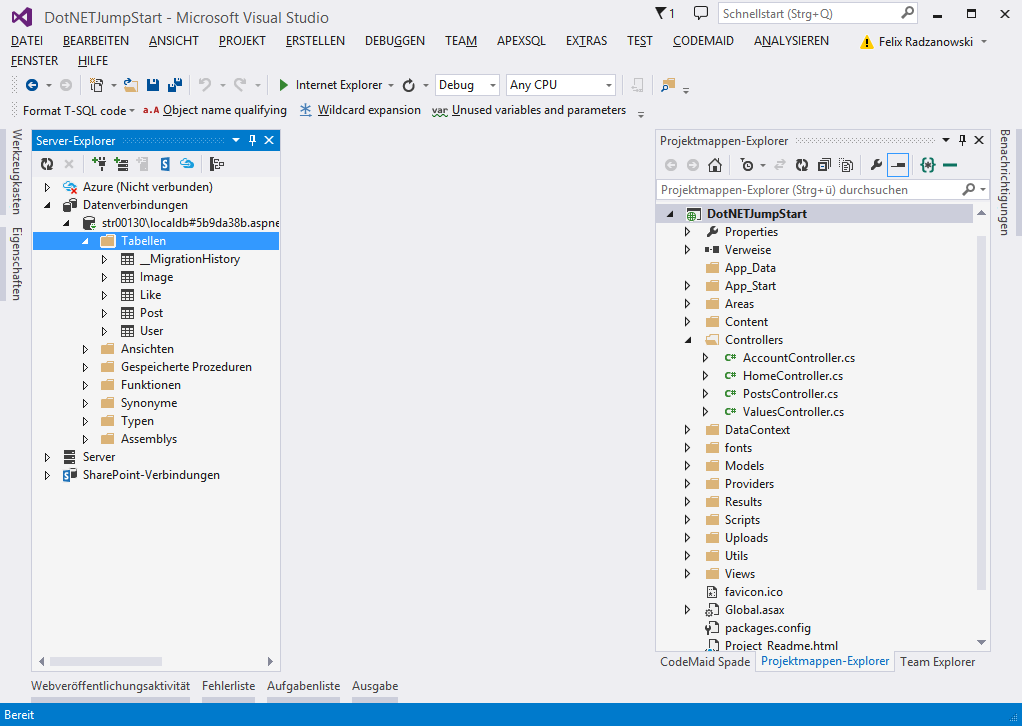 DotNETJumpStart - Microsoft Visual Studio
1
Schnellstart (Strg+Q)
DATEI BEARBEITEN ANSICHT PROJEKT ERSTELLEN DEBUGGEN TEAM APEXSQL EXTRAS TEST CODEMAID ANALYSIEREN Felix Radzanowski
FENSTER HILFE
Internet Explorer Debug Any CPU
Format T-SQL code a.A Object name qualifying Wildcard expansion var Unused variables and parameters
Werkzeugkasten
Eigenschaften
Server-Explorer
Azure (Nicht verbunden)
Datenverbindungen
str00130\localdb#5b9da38b.aspne
Tabellen
__MigrationHistory
Image
Like
Post
User
Ansichten
Gespeicherte Prozeduren
Funktionen
Synonyme
Typen
Assemblys
Server
SharePoint-Verbindungen
Projektmappen-Explorer
Projektmappen-Explorer (Strg+ü) durchsuchen
DotNETJumpStart
Properties
Verweise
App_Data
App_Start
Areas
Content
Controllers
C# AccountController.cs
C# HomeController.cs
C# PostsController.cs
C# ValuesController.cs
DataContext
fonts
Models
Providers
Results
Scripts
Uploads
Utils
Views
favicon.ico
Global.asax
packages.config
Project_Readme.html
CodeMaid Spade Projektmappen-Explorer Team Explorer
Benachrichtigungen
Webveröffentlichungsaktivität Fehlerliste Aufgabenliste Ausgabe
Bereit